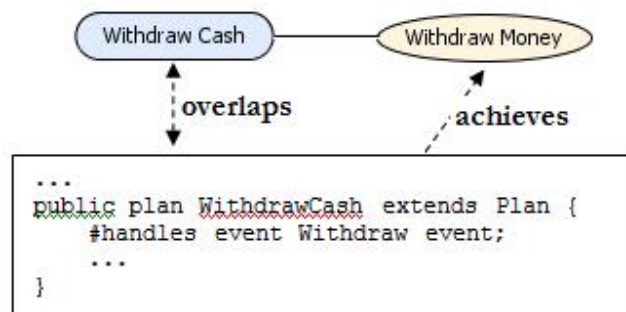 Withdraw Cash Withdraw Money
overlaps achieves
...
public plan WithdrawCash extends Plan {
#handles event Withdraw event;
...
}